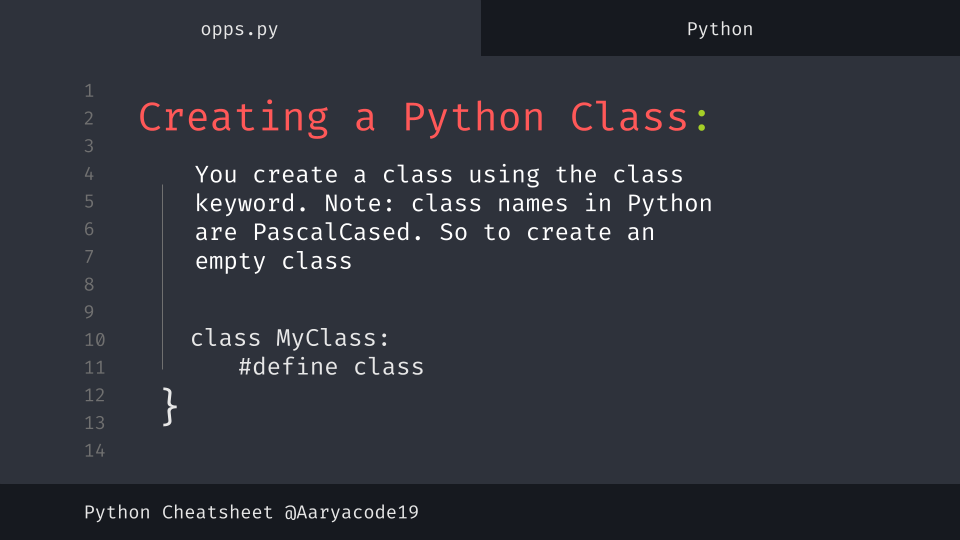 opps.py
Python
1
2
3
4
5
6
7
8
9
10
11
12
13
14
Creating a Python Class:
You create a class using the class
keyword. Note: class names in Python
are PascalCased. So to create an
empty class
class MyClass:
#define class
}
Python Cheatsheet @Aaryacode19